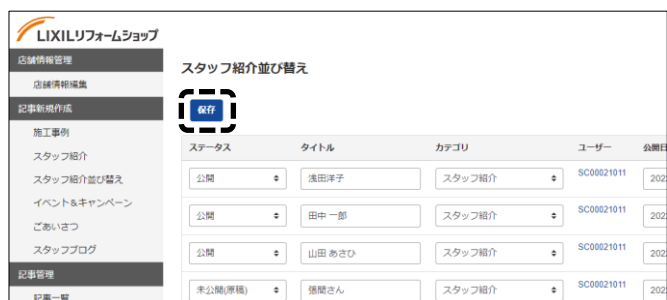 LIXILリフォームショップ
店舗情報管理
店舗情報編集
記事新規作成
施工事例
スタッフ紹介
スタッフ紹介並び替え
イベント&キャンペーン
ごあいさつ
スタッフブログ
記事管理
記事一覧
スタッフ紹介並び替え
保存
ステータス タイトル カテゴリ ユーザー 公開日
公開 浅田洋子 スタッフ紹介 SC00021011 202
公開 田中 一郎 スタッフ紹介 SC00021011 202
公開 山田 あさひ スタッフ紹介 SC00021011 202
未公開(原稿) 張間さん スタッフ紹介 SC00021011 202